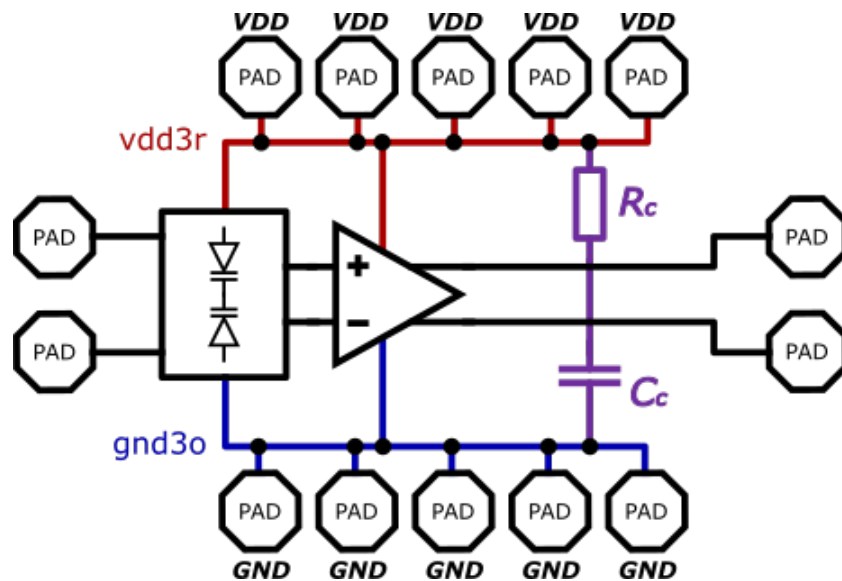 VDD VDD VDD VDD VDD
PAD PAD PAD PAD PAD
vdd3r
Rc
PAD PAD
+
−
PAD PAD
Cc
gnd3o
PAD PAD PAD PAD PAD
GND GND GND GND GND